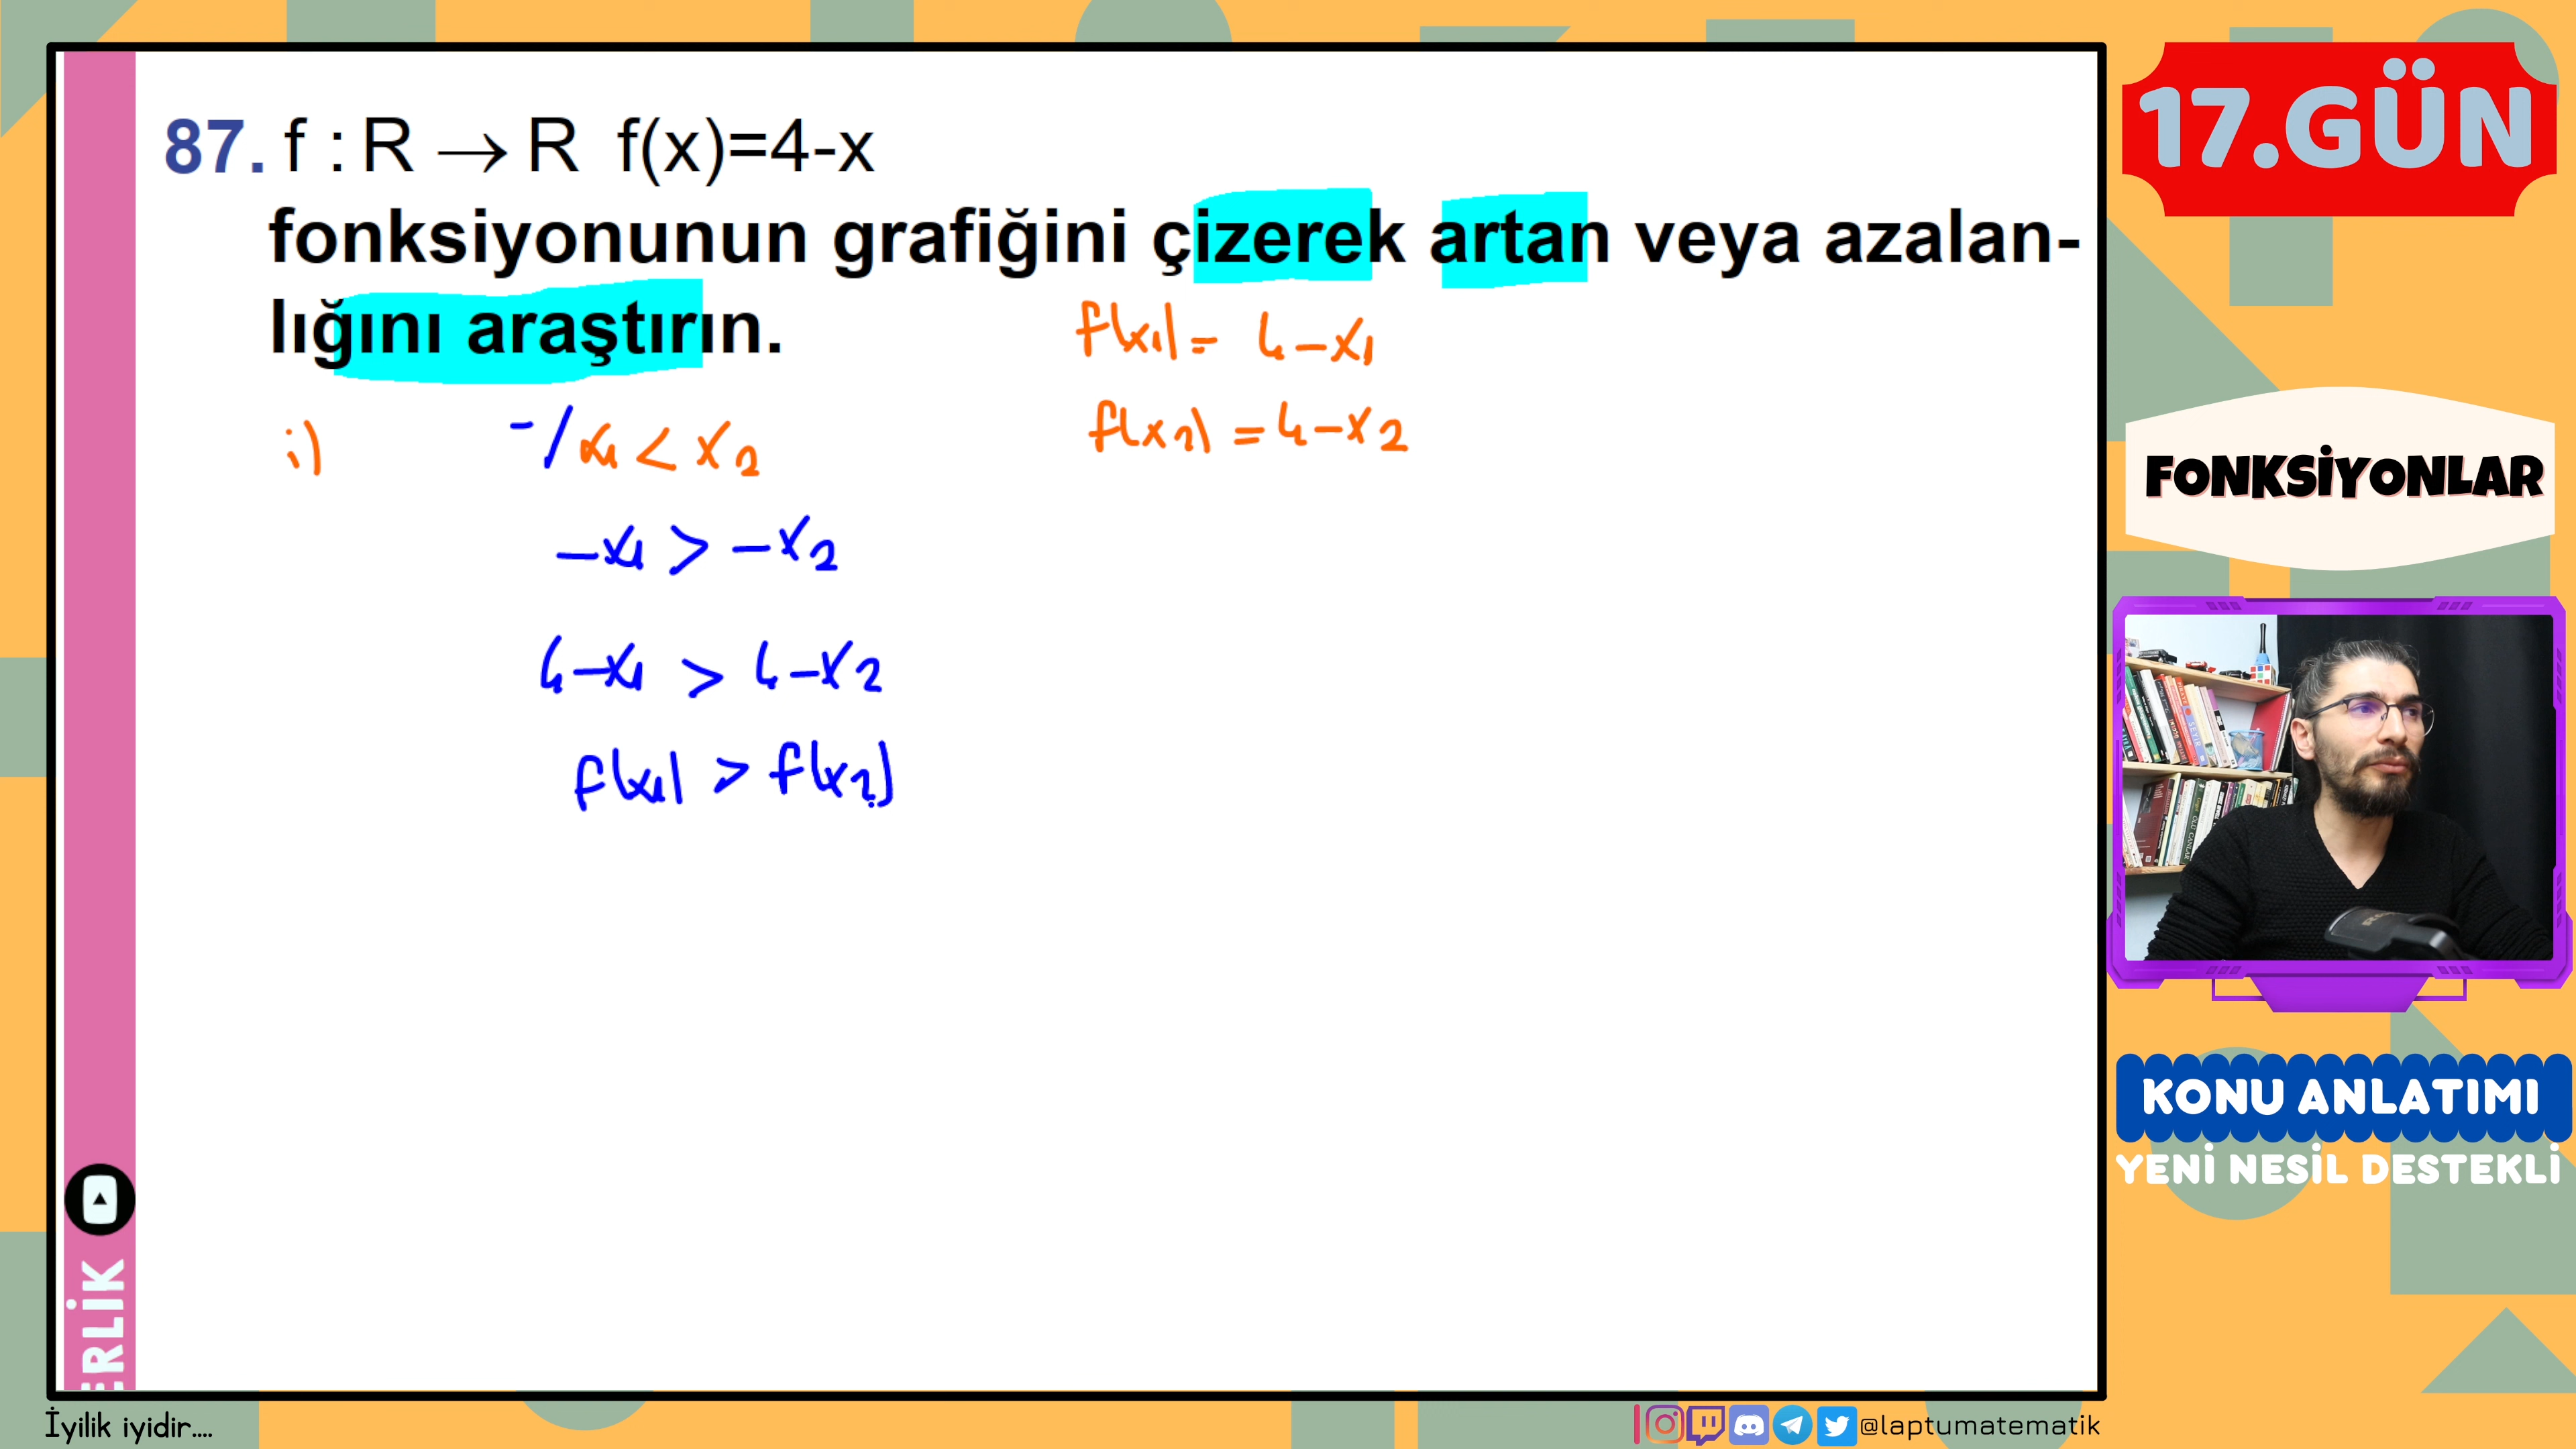 87. f : R → R f(x)=4-x
fonksiyonunun grafiğini çizerek artan veya azalan-
lığını araştırın.
f(x₁) = 4-x₁
f(x₂) = 4-x₂
i) -/ x₁ < x₂
-x₁ > -x₂
4-x₁ > 4-x₂
f(x₁) > f(x₂)
ERLİK
17.GÜN
FONKSİYONLAR
KONU ANLATIMI
YENİ NESİL DESTEKLİ
İyilik iyidir....
@laptumatematik